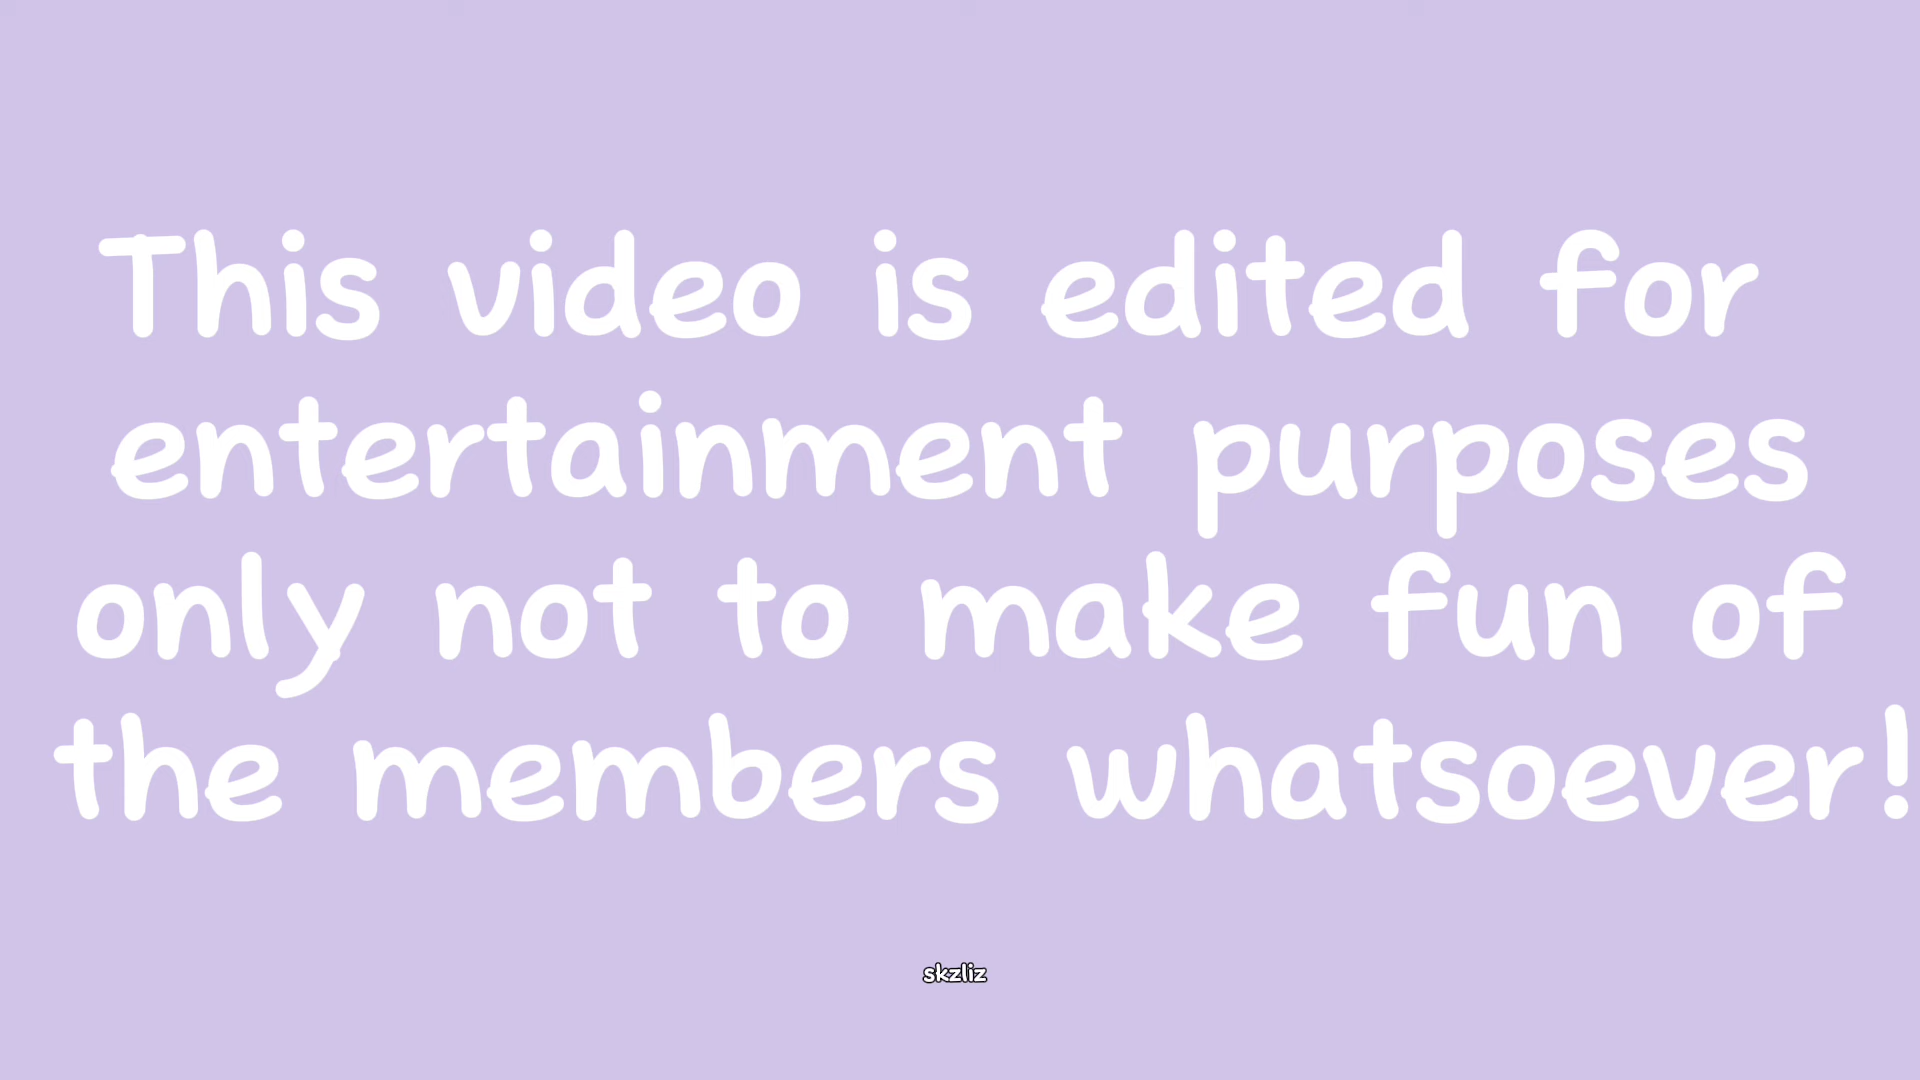 This video is edited for
entertainment purposes
only not to make fun of
the members whatsoever!
skzliz